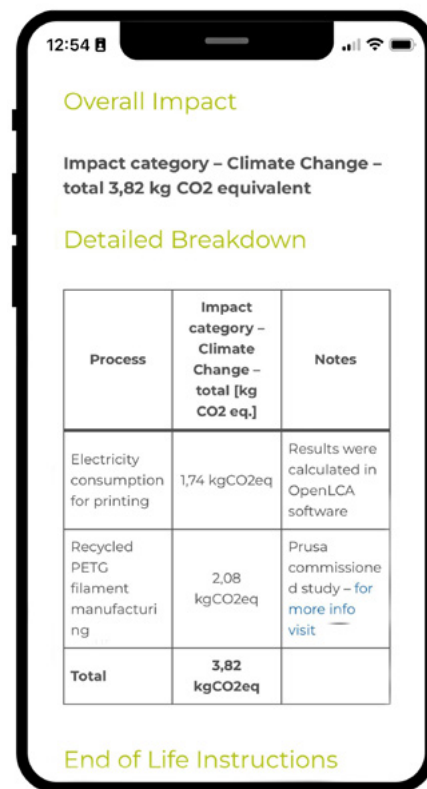 12:54
Overall Impact
Impact category – Climate Change –
total 3,82 kg CO2 equivalent
Detailed Breakdown
Process
Impact
category –
Climate
Change –
total [kg
CO2 eq.]
Notes
Electricity
consumption
for printing
1,74 kgCO2eq
Results were
calculated in
OpenLCA
software
Recycled
PETG
filament
manufacturi
ng
2,08
kgCO2eq
Prusa
commissione
d study – for
more info
visit
Total
3,82
kgCO2eq
End of Life Instructions